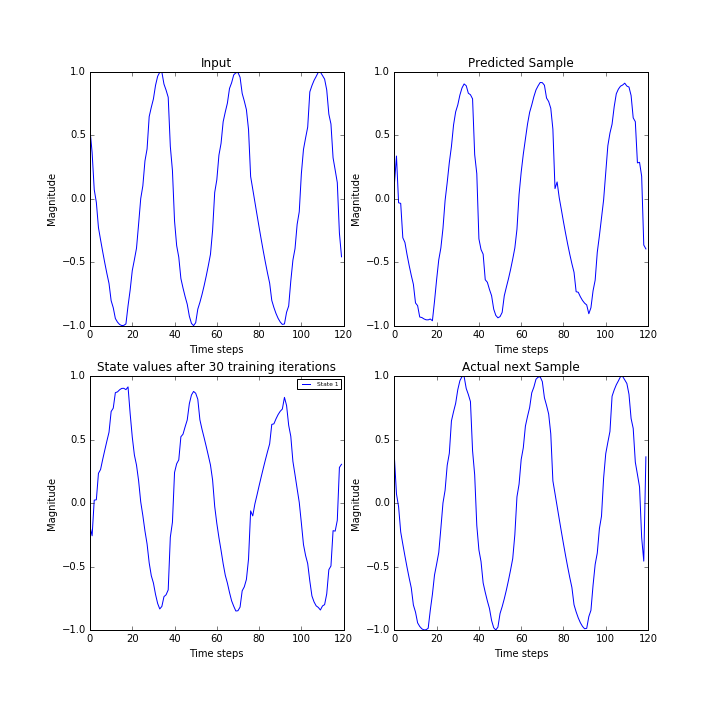 Input
1.0
0.5
0.0
−0.5
−1.0
Magnitude
0 20 40 60 80 100 120
Time steps
Predicted Sample
1.0
0.5
0.0
−0.5
−1.0
Magnitude
0 20 40 60 80 100 120
Time steps
State values after 30 training iterations
State 1
1.0
0.5
0.0
−0.5
−1.0
Magnitude
0 20 40 60 80 100 120
Time steps
Actual next Sample
1.0
0.5
0.0
−0.5
−1.0
Magnitude
0 20 40 60 80 100 120
Time steps